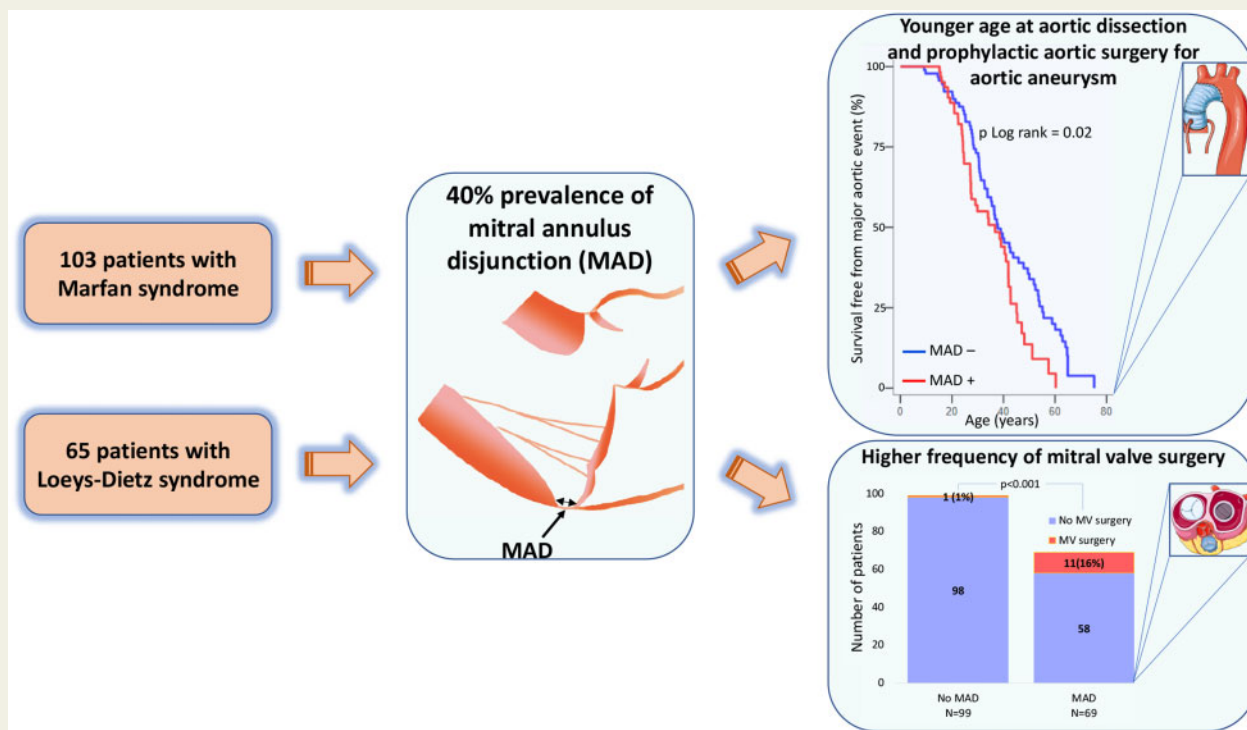 103 patients with
Marfan syndrome
65 patients with
Loeys-Dietz syndrome
40% prevalence of
mitral annulus
disjunction (MAD)
MAD
Younger age at aortic dissection
and prophylactic aortic surgery for
aortic aneurysm
Survival free from major aortic event (%)
100
75
50
25
0
p Log rank = 0.02
MAD –
MAD +
0
20
40
60
80
Age (years)
Higher frequency of mitral valve surgery
p<0.001
Number of patients
100
80
60
40
20
0
1 (1%)
No MV surgery
MV surgery
11(16%)
98
58
No MAD
N=99
MAD
N=69